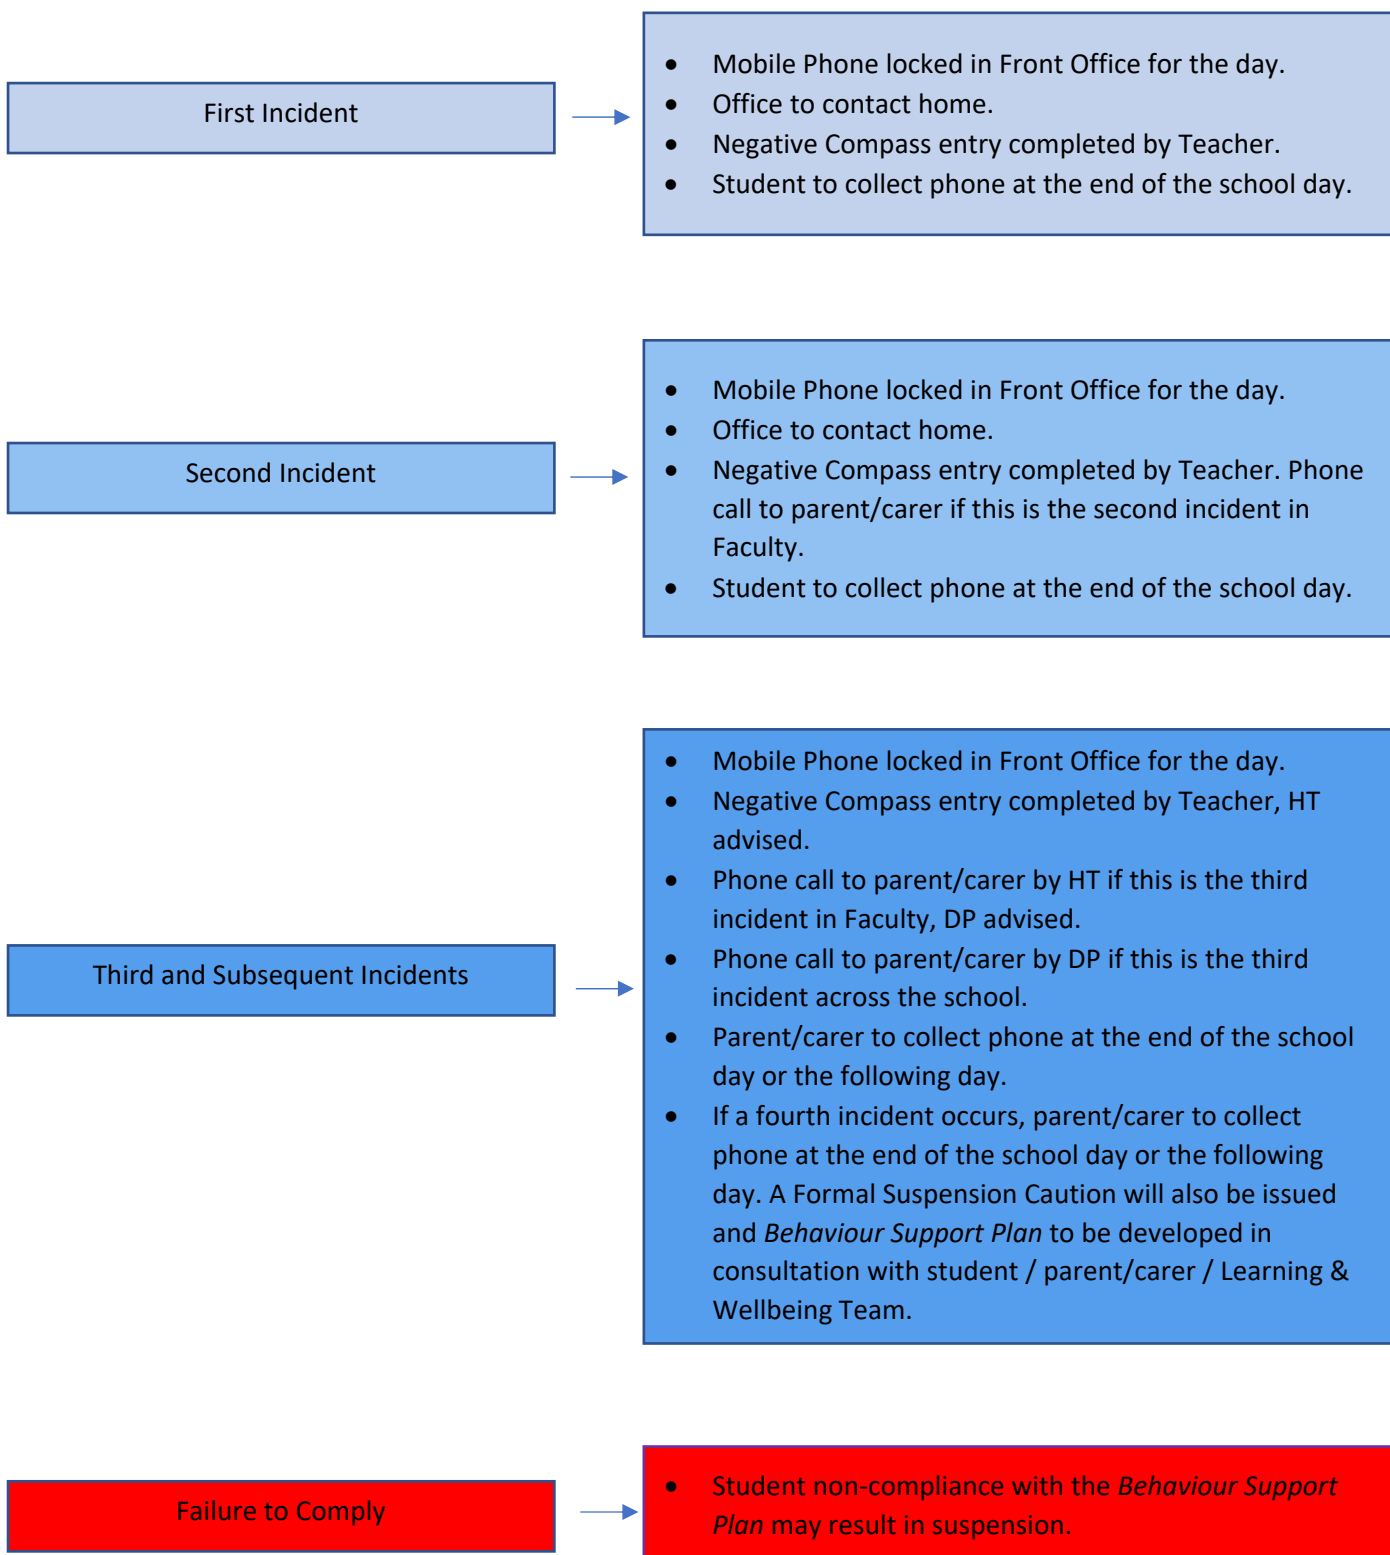 First Incident
• Mobile Phone locked in Front Office for the day.
• Office to contact home.
• Negative Compass entry completed by Teacher.
• Student to collect phone at the end of the school day.
Second Incident
• Mobile Phone locked in Front Office for the day.
• Office to contact home.
• Negative Compass entry completed by Teacher. Phone
call to parent/carer if this is the second incident in
Faculty.
• Student to collect phone at the end of the school day.
Third and Subsequent Incidents
• Mobile Phone locked in Front Office for the day.
• Negative Compass entry completed by Teacher, HT
advised.
• Phone call to parent/carer by HT if this is the third
incident in Faculty, DP advised.
• Phone call to parent/carer by DP if this is the third
incident across the school.
• Parent/carer to collect phone at the end of the school
day or the following day.
• If a fourth incident occurs, parent/carer to collect
phone at the end of the school day or the following
day. A Formal Suspension Caution will also be issued
and Behaviour Support Plan to be developed in
consultation with student / parent/carer / Learning &
Wellbeing Team.
Failure to Comply
• Student non-compliance with the Behaviour Support
Plan may result in suspension.